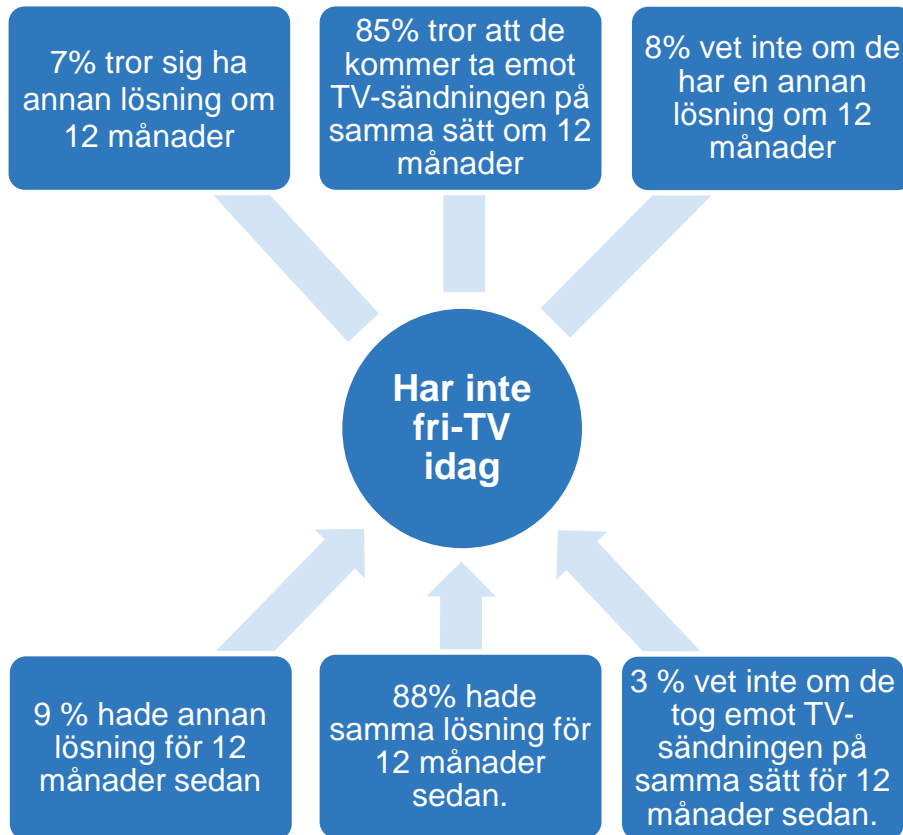 7% tror sig ha
annan lösning om
12 månader
85% tror att de
kommer ta emot
TV-sändningen på
samma sätt om 12
månader
8% vet inte om de
har en annan
lösning om 12
månader
Har inte
fri-TV
idag
9 % hade annan
lösning för 12
månader sedan
88% hade
samma lösning för
12 månader
sedan.
3 % vet inte om de
tog emot TV-
sändningen på
samma sätt för 12
månader sedan.